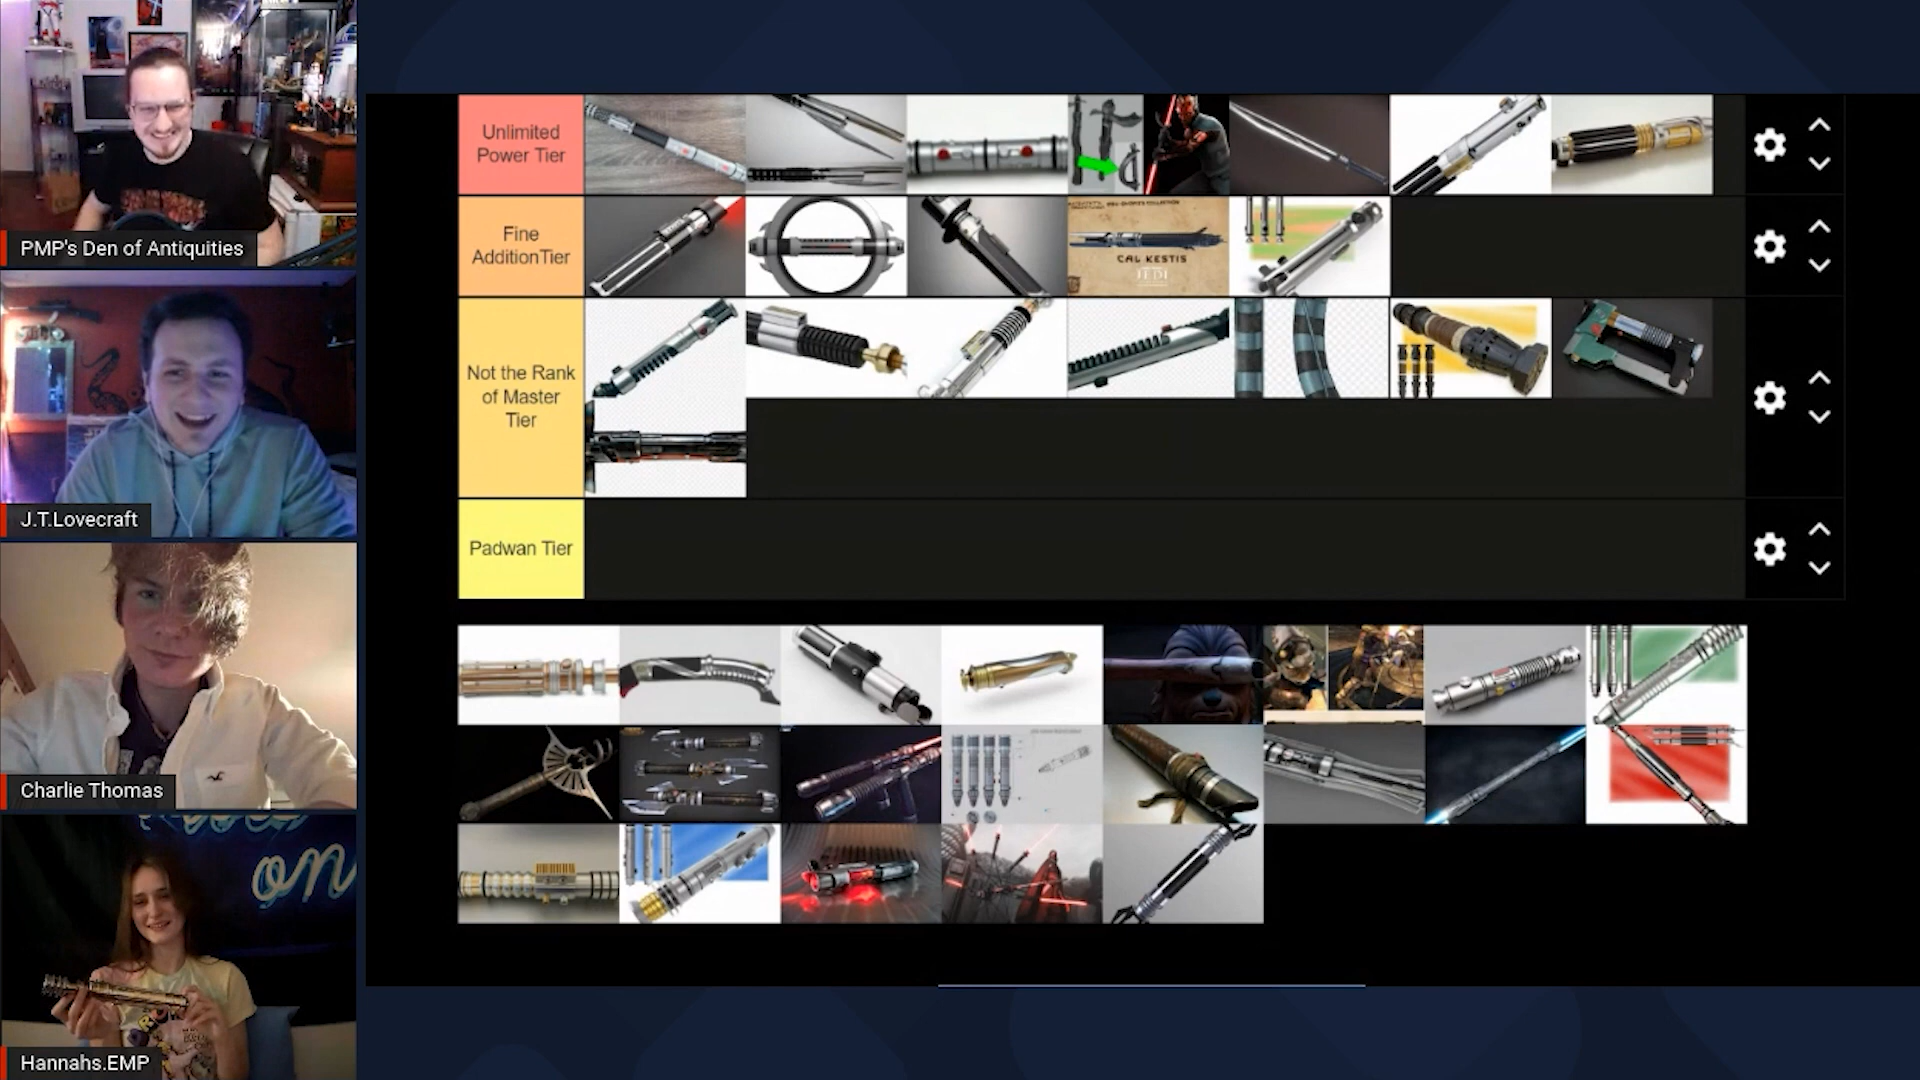 PMP's Den of Antiquities
J.T.Lovecraft
Charlie Thomas
on
Hannahs.EMP
Unlimited
Power Tier
Fine
AdditionTier
CAL KESTIS
JEDI
Not the Rank
of Master
Tier
Padwan Tier